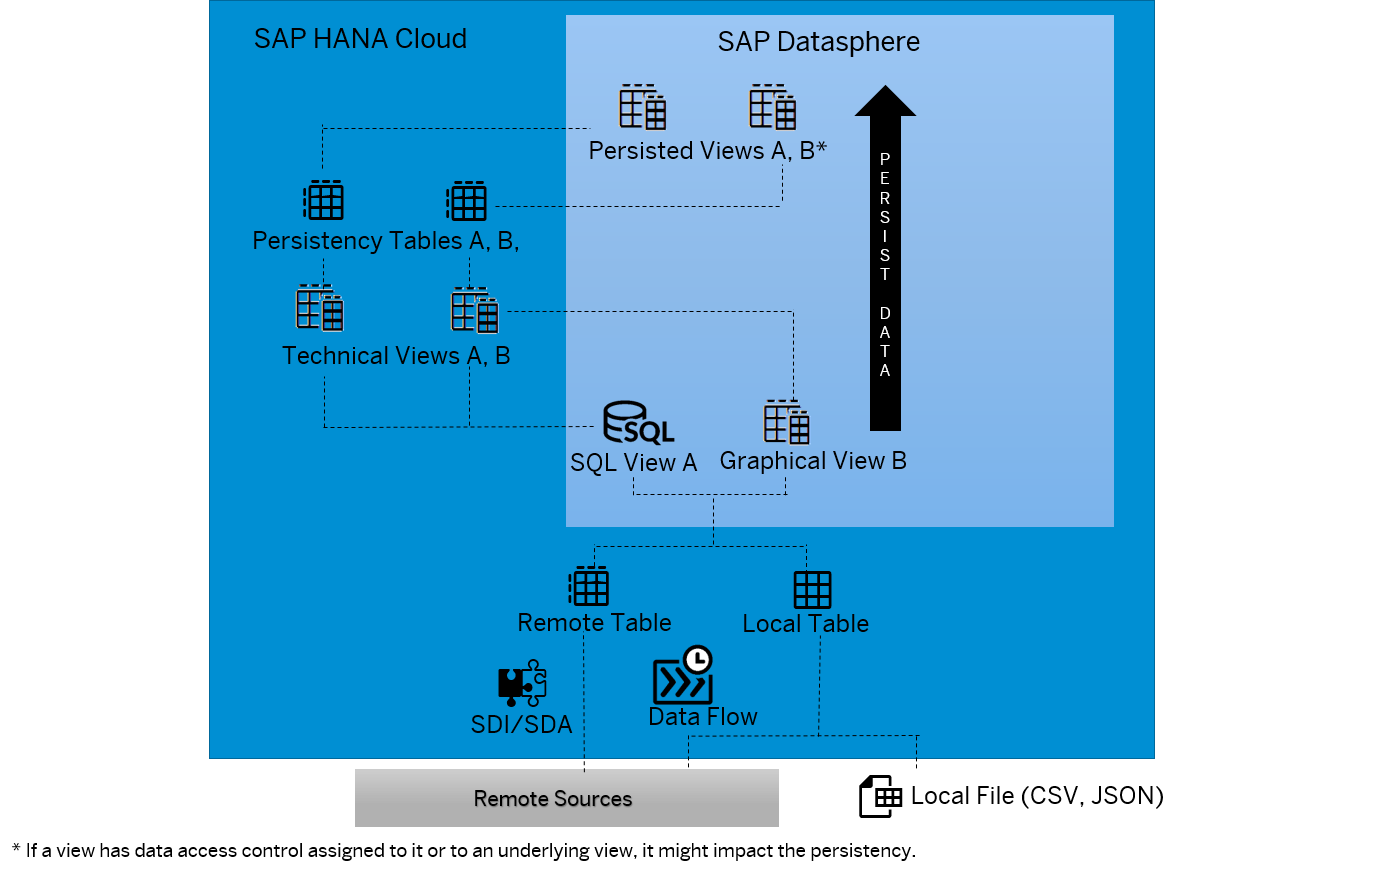 SAP HANA Cloud
SAP Datasphere
Persisted Views A, B*
PERSIST DATA
Persistency Tables A, B,
Technical Views A, B
SQL
SQL View A
Graphical View B
Remote Table
Local Table
SDI/SDA
Data Flow
Remote Sources
Local File (CSV, JSON)
* If a view has data access control assigned to it or to an underlying view, it might impact the persistency.